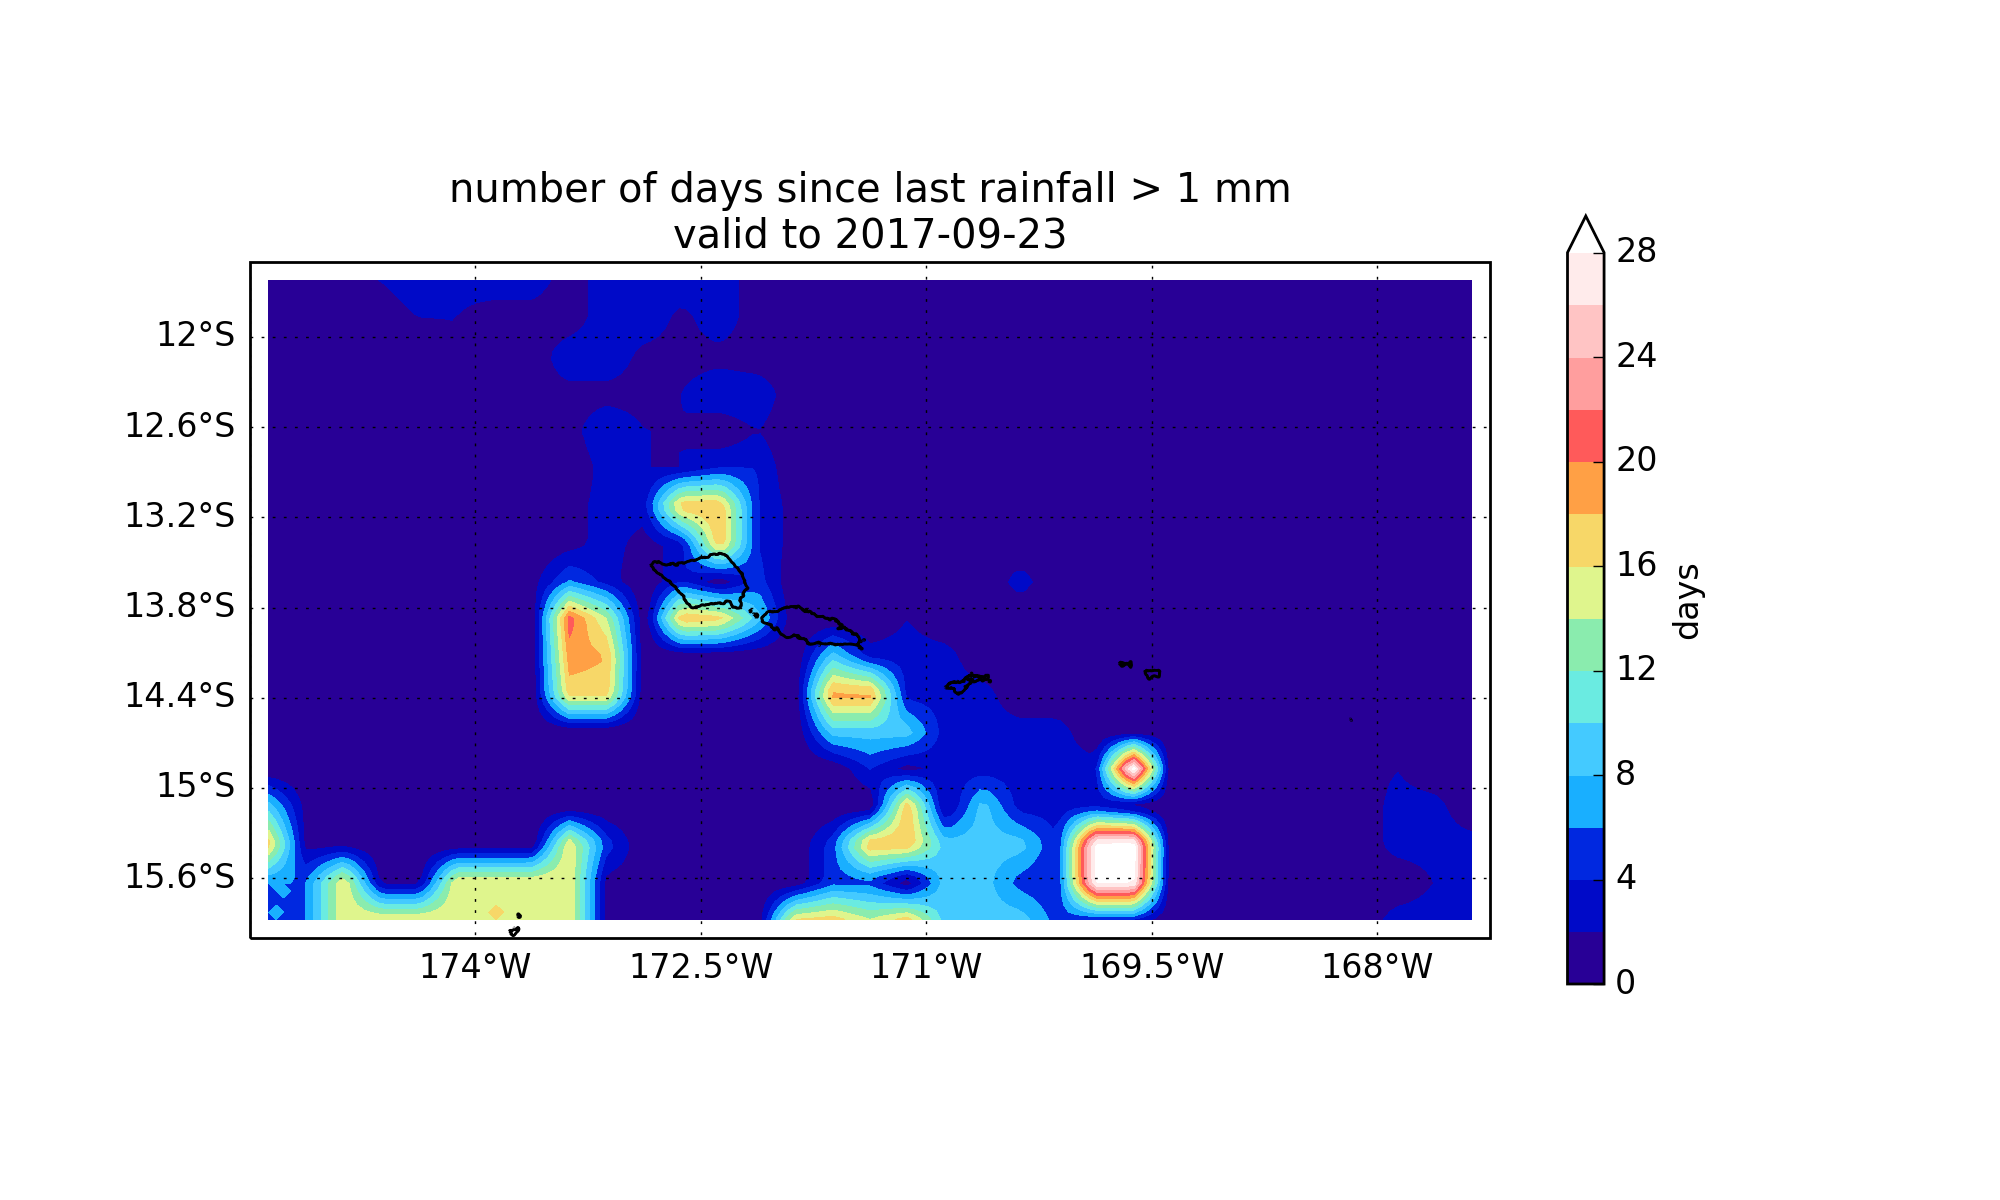 number of days since last rainfall > 1 mm
valid to 2017-09-23
12°S
12.6°S
13.2°S
13.8°S
14.4°S
15°S
15.6°S
174°W
172.5°W
171°W
169.5°W
168°W
28
24
20
16
12
8
4
0
days